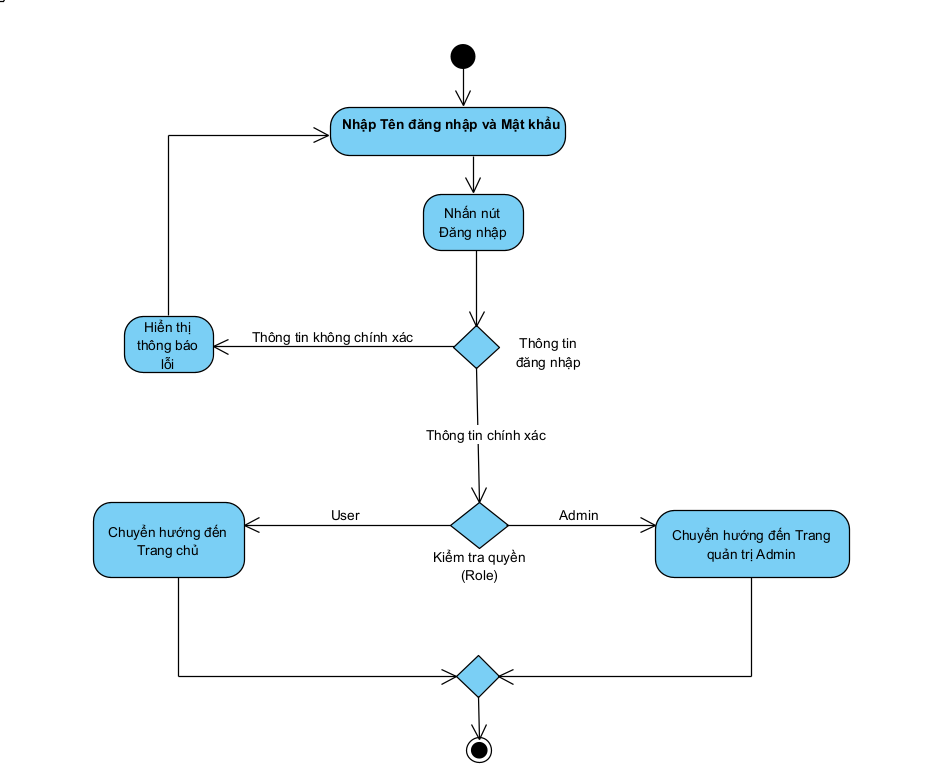 Nhập Tên đăng nhập và Mật khẩu
Nhấn nút
Đăng nhập
Hiển thị
thông báo
lỗi
Thông tin không chính xác
Thông tin
đăng nhập
Thông tin chính xác
User
Admin
Chuyển hướng đến
Trang chủ
Kiểm tra quyền
(Role)
Chuyển hướng đến Trang
quản trị Admin